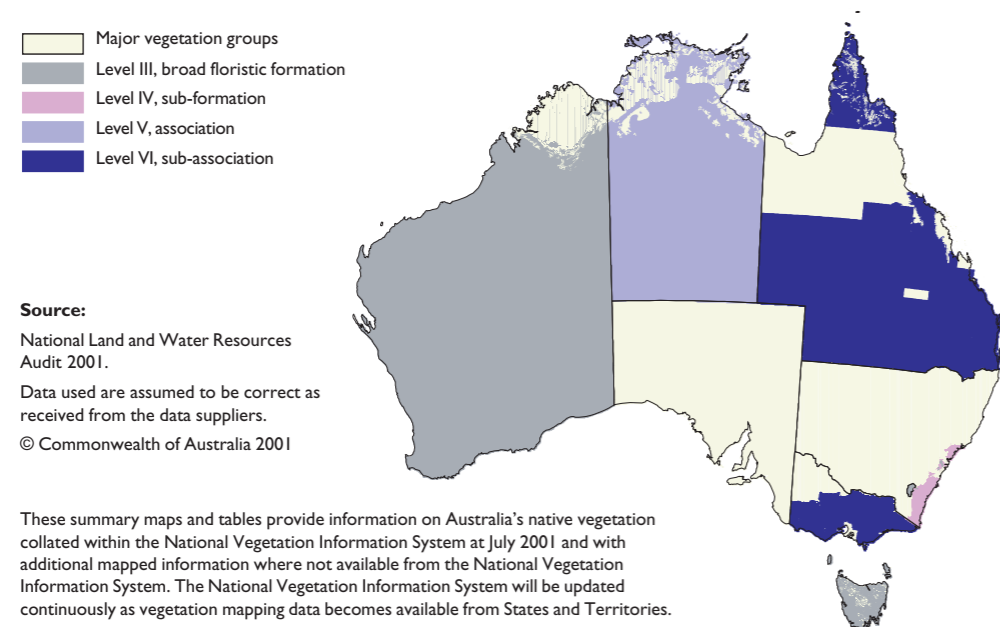 Major vegetation groups
Level III, broad floristic formation
Level IV, sub-formation
Level V, association
Level VI, sub-association
Source:
National Land and Water Resources
Audit 2001.
Data used are assumed to be correct as
received from the data suppliers.
© Commonwealth of Australia 2001
These summary maps and tables provide information on Australia’s native vegetation
collated within the National Vegetation Information System at July 2001 and with
additional mapped information where not available from the National Vegetation
Information System. The National Vegetation Information System will be updated
continuously as vegetation mapping data becomes available from States and Territories.